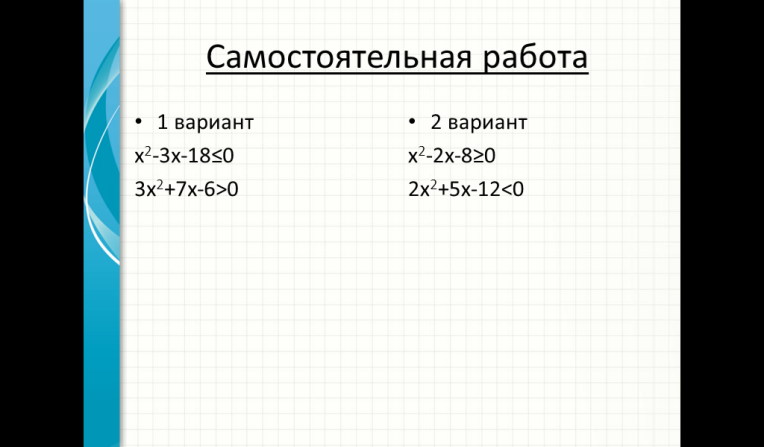 Самостоятельная работа
• 1 вариант
x²-3x-18≤0
3x²+7x-6>0
• 2 вариант
x²-2x-8≥0
2x²+5x-12<0